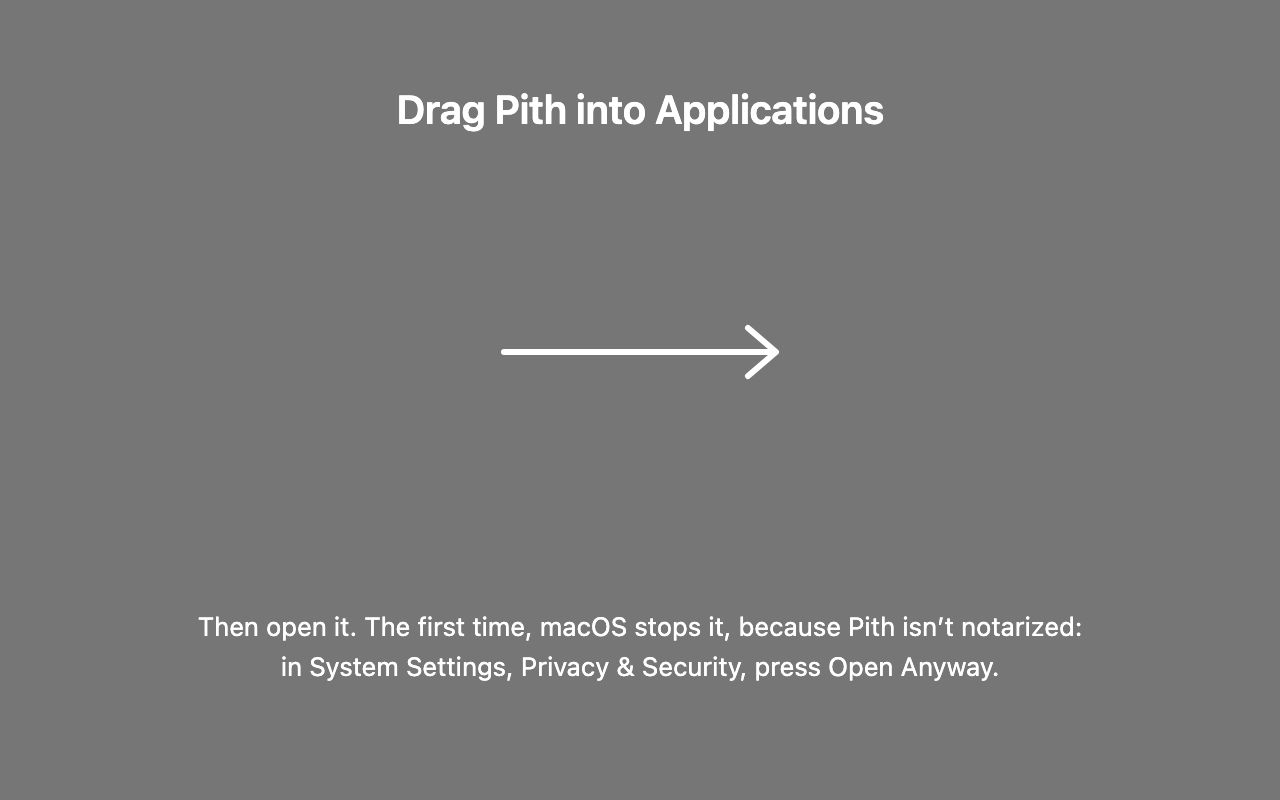 Drag Pith into Applications
Then open it. The first time, macOS stops it, because Pith isn’t notarized:
in System Settings, Privacy & Security, press Open Anyway.